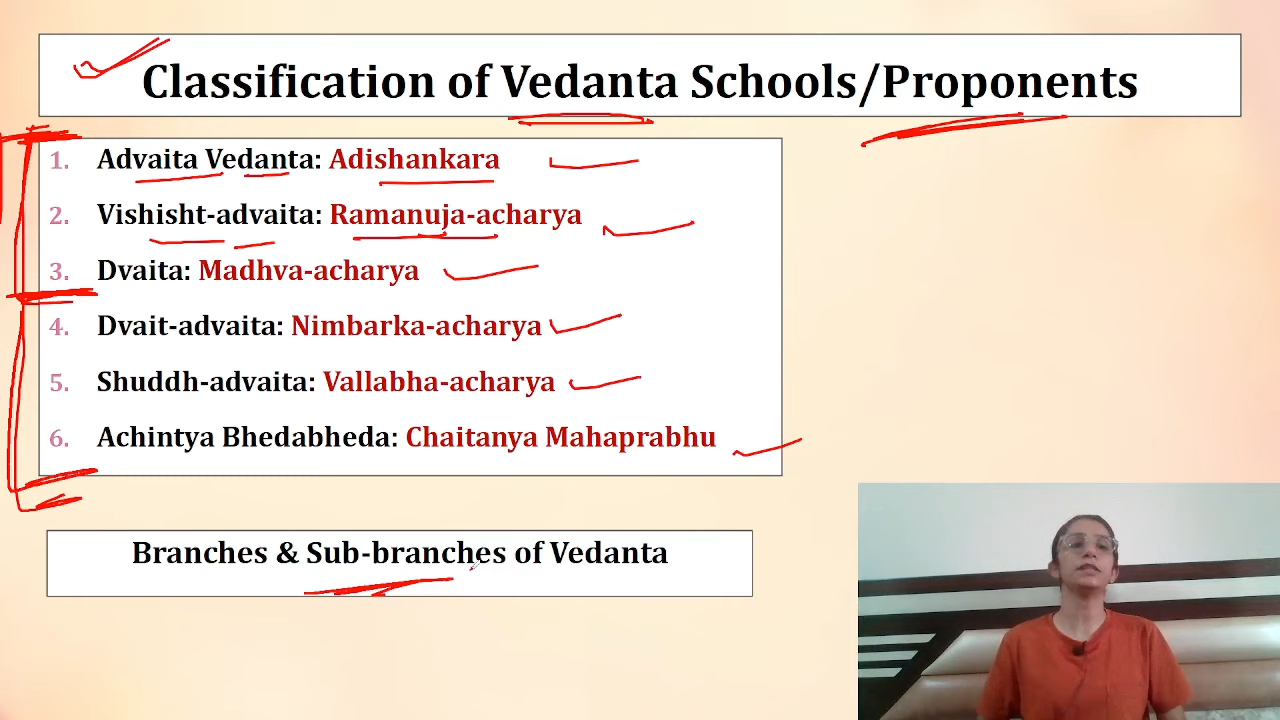 Classification of Vedanta Schools/Proponents
1. Advaita Vedanta: Adishankara
2. Vishisht-advaita: Ramanuja-acharya
3. Dvaita: Madhva-acharya
4. Dvait-advaita: Nimbarka-acharya
5. Shuddh-advaita: Vallabha-acharya
6. Achintya Bhedabheda: Chaitanya Mahaprabhu
Branches & Sub-branches of Vedanta